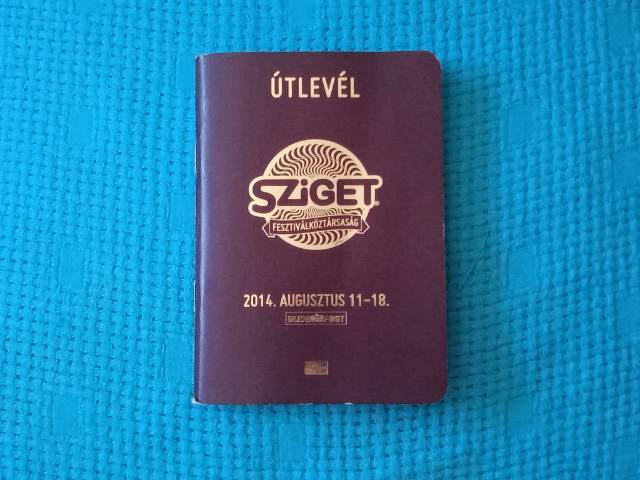 ÚTLEVÉL
SZiGET®
FESZTIVÁLKÖZTÁRSASÁG
2014. AUGUSZTUS 11-18.
BUDAPEST